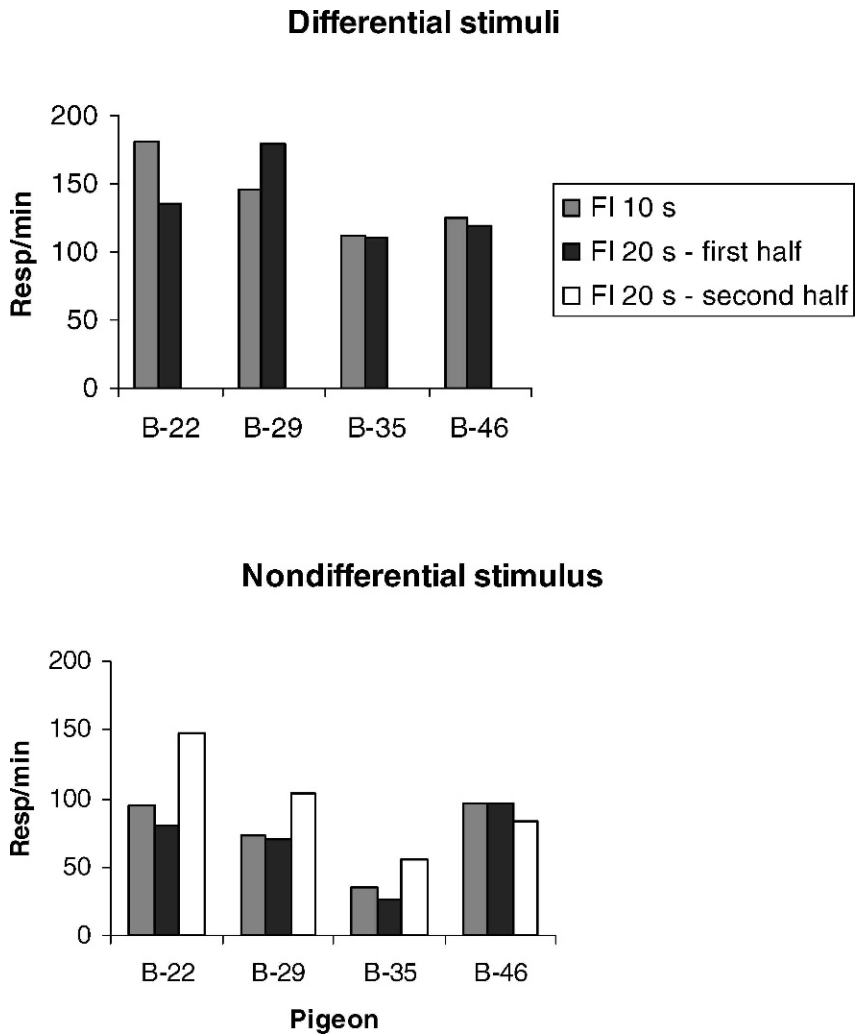 Differential stimuli
200
150
100
50
0
Resp/min
B-22 B-29 B-35 B-46
FI 10 s
FI 20 s - first half
FI 20 s - second half
Nondifferential stimulus
200
150
100
50
0
Resp/min
B-22 B-29 B-35 B-46
Pigeon